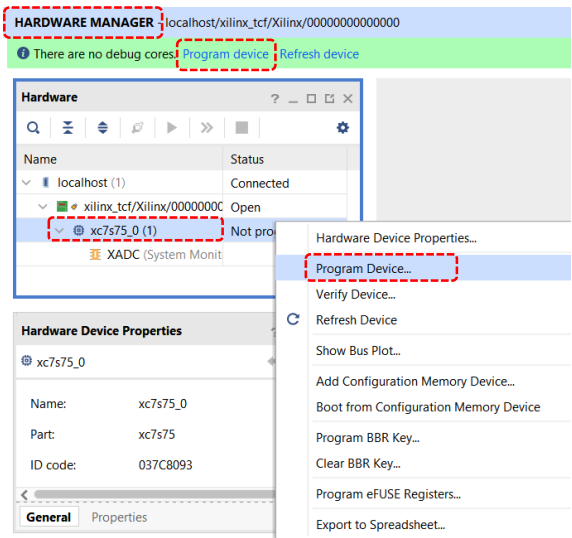 HARDWARE MANAGER - localhost/xilinx_tcf/Xilinx/00000000000000
There are no debug cores. Program device Refresh device
Hardware
Name Status
localhost (1) Connected
xilinx_tcf/Xilinx/00000000 Open
xc7s75_0 (1) Not pro
XADC (System Monit
Hardware Device Properties...
Program Device...
Verify Device...
Refresh Device
Show Bus Plot...
Add Configuration Memory Device...
Boot from Configuration Memory Device
Program BBR Key...
Clear BBR Key...
Program eFUSE Registers...
Export to Spreadsheet...
Hardware Device Properties
xc7s75_0
Name: xc7s75_0
Part: xc7s75
ID code: 037C8093
General Properties